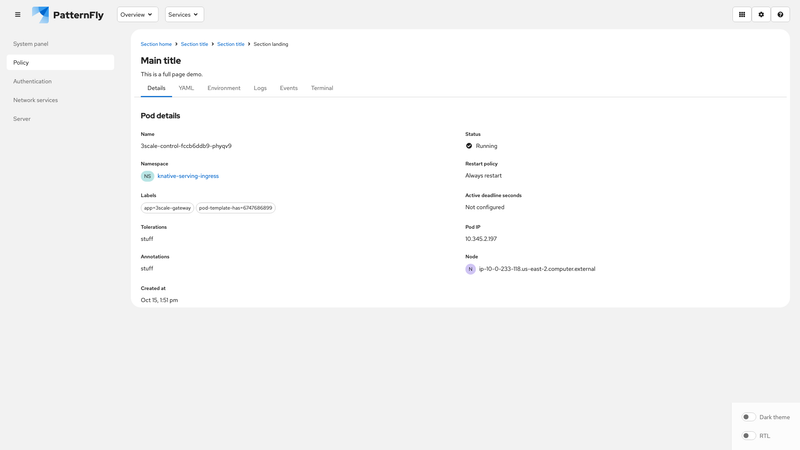 PatternFly
Overview
Services
System panel
Policy
Authentication
Network services
Server
Section home > Section title > Section title > Section landing
Main title
This is a full page demo.
Details YAML Environment Logs Events Terminal
Pod details
Name
3scale-control-fccb6ddb9-phyqv9
Status
Running
Namespace
NS knative-serving-ingress
Restart policy
Always restart
Labels
app=3scale-gateway pod-template-has=6747686899
Active deadline seconds
Not configured
Tolerations
stuff
Pod IP
10.345.2.197
Annotations
stuff
Node
N ip-10-0-233-118.us-east-2.computer.external
Created at
Oct 15, 1:51 pm
Dark theme
RTL